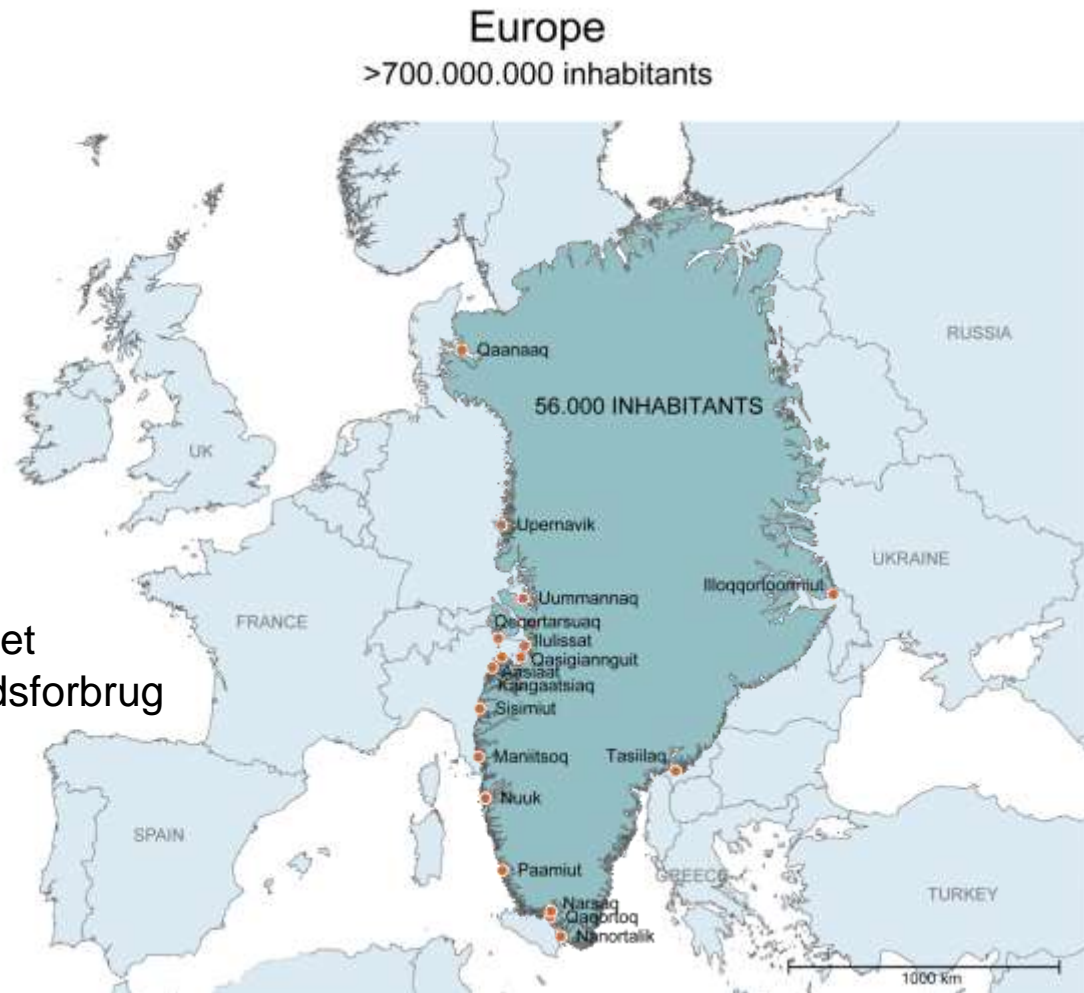 Europe
>700.000.000 inhabitants
RUSSIA
Qaanaaq
56.000 INHABITANTS
UK
Upernavik
UKRAINE
Illoqqortoormiut
Uummannaq
Qeqertarsuaq
FRANCE
Ilulissat
et
Qasigiannguit
Aasiaat
Kangaatsiaq
dsforbrug
Sisimiut
Maniitsoq
Tasiilaq
Nuuk
SPAIN
Paamiut
GREECE
TURKEY
Narsaq
Qaqortoq
Nanortalik
1000 km